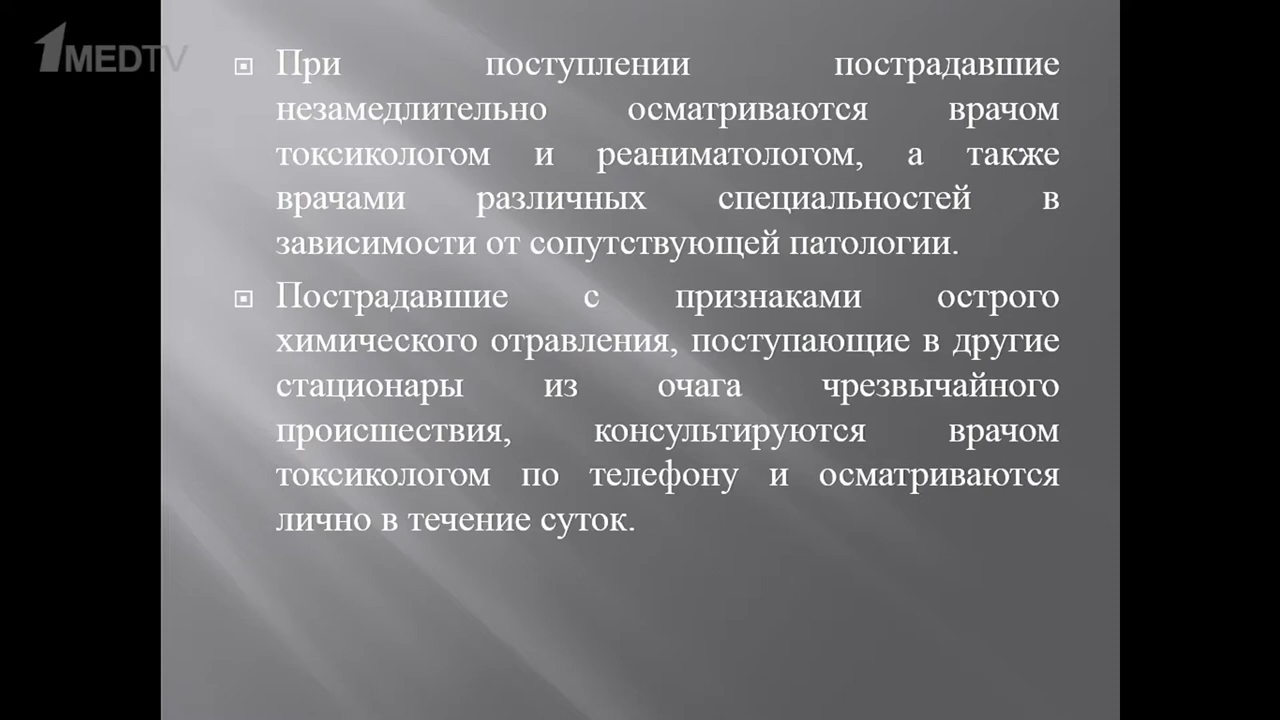 1MEDTV
При поступлении пострадавшие
незамедлительно осматриваются врачом
токсикологом и реаниматологом, а также
врачами различных специальностей в
зависимости от сопутствующей патологии.
Пострадавшие с признаками острого
химического отравления, поступающие в другие
стационары из очага чрезвычайного
происшествия, консультируются врачом
токсикологом по телефону и осматриваются
лично в течение суток.